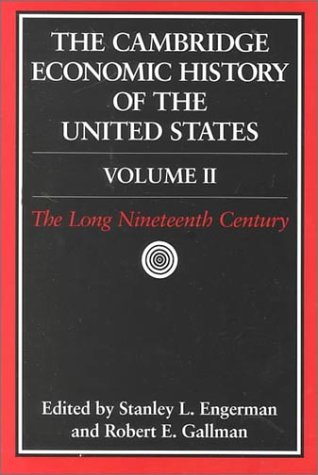 THE CAMBRIDGE
ECONOMIC HISTORY
OF THE
UNITED STATES
VOLUME II
The Long Nineteenth Century
Edited by Stanley L. Engerman
and Robert E. Gallman